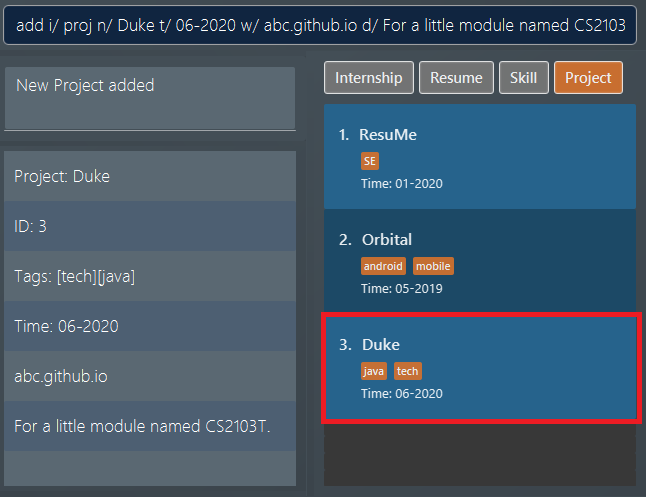 add i/ proj n/ Duke t/ 06-2020 w/ abc.github.io d/ For a little module named CS2103
New Project added
Project: Duke
ID: 3
Tags: [tech][java]
Time: 06-2020
abc.github.io
For a little module named CS2103T.
Internship Resume Skill Project
1. ResuMe
SE
Time: 01-2020
2. Orbital
android mobile
Time: 05-2019
3. Duke
java tech
Time: 06-2020